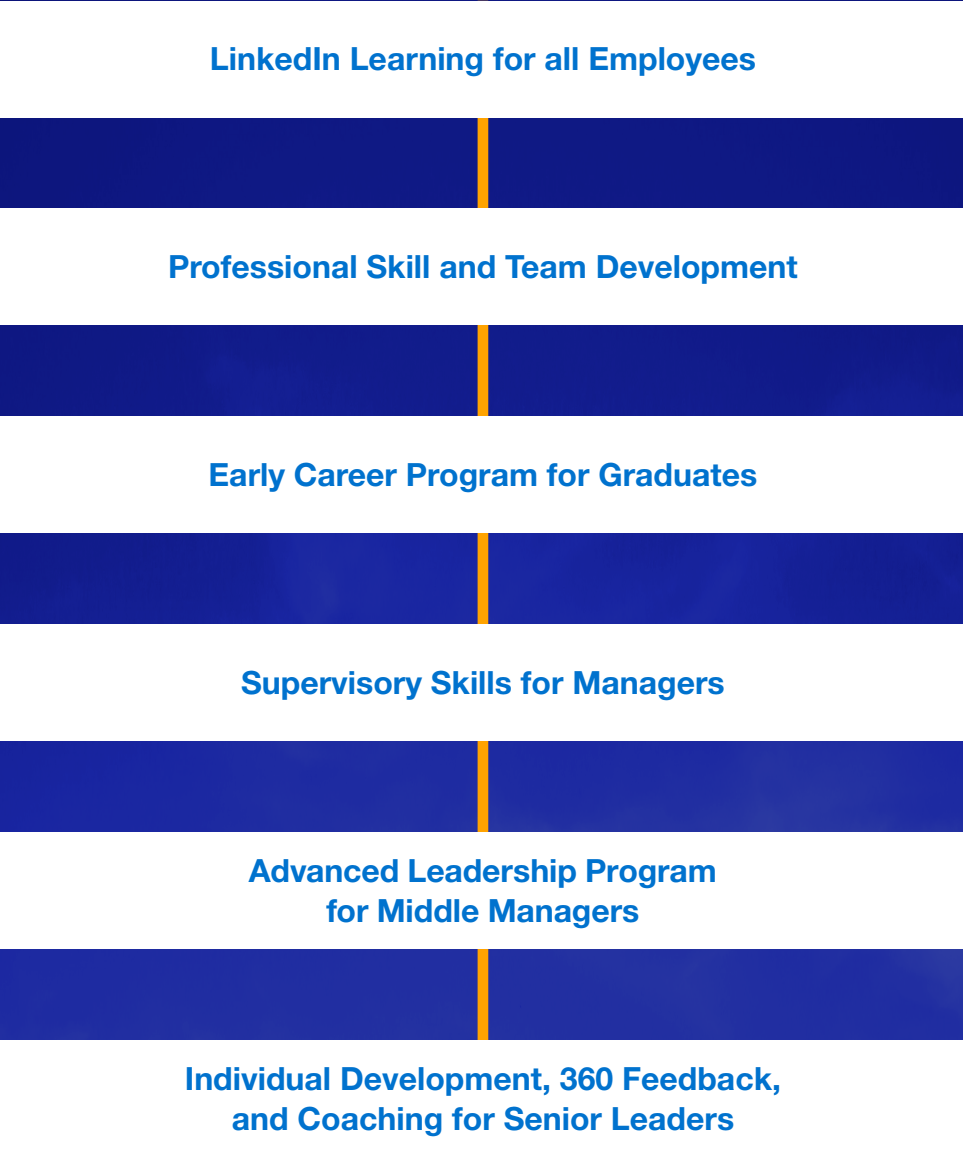 LinkedIn Learning for all Employees
Professional Skill and Team Development
Early Career Program for Graduates
Supervisory Skills for Managers
Advanced Leadership Program
for Middle Managers
Individual Development, 360 Feedback,
and Coaching for Senior Leaders